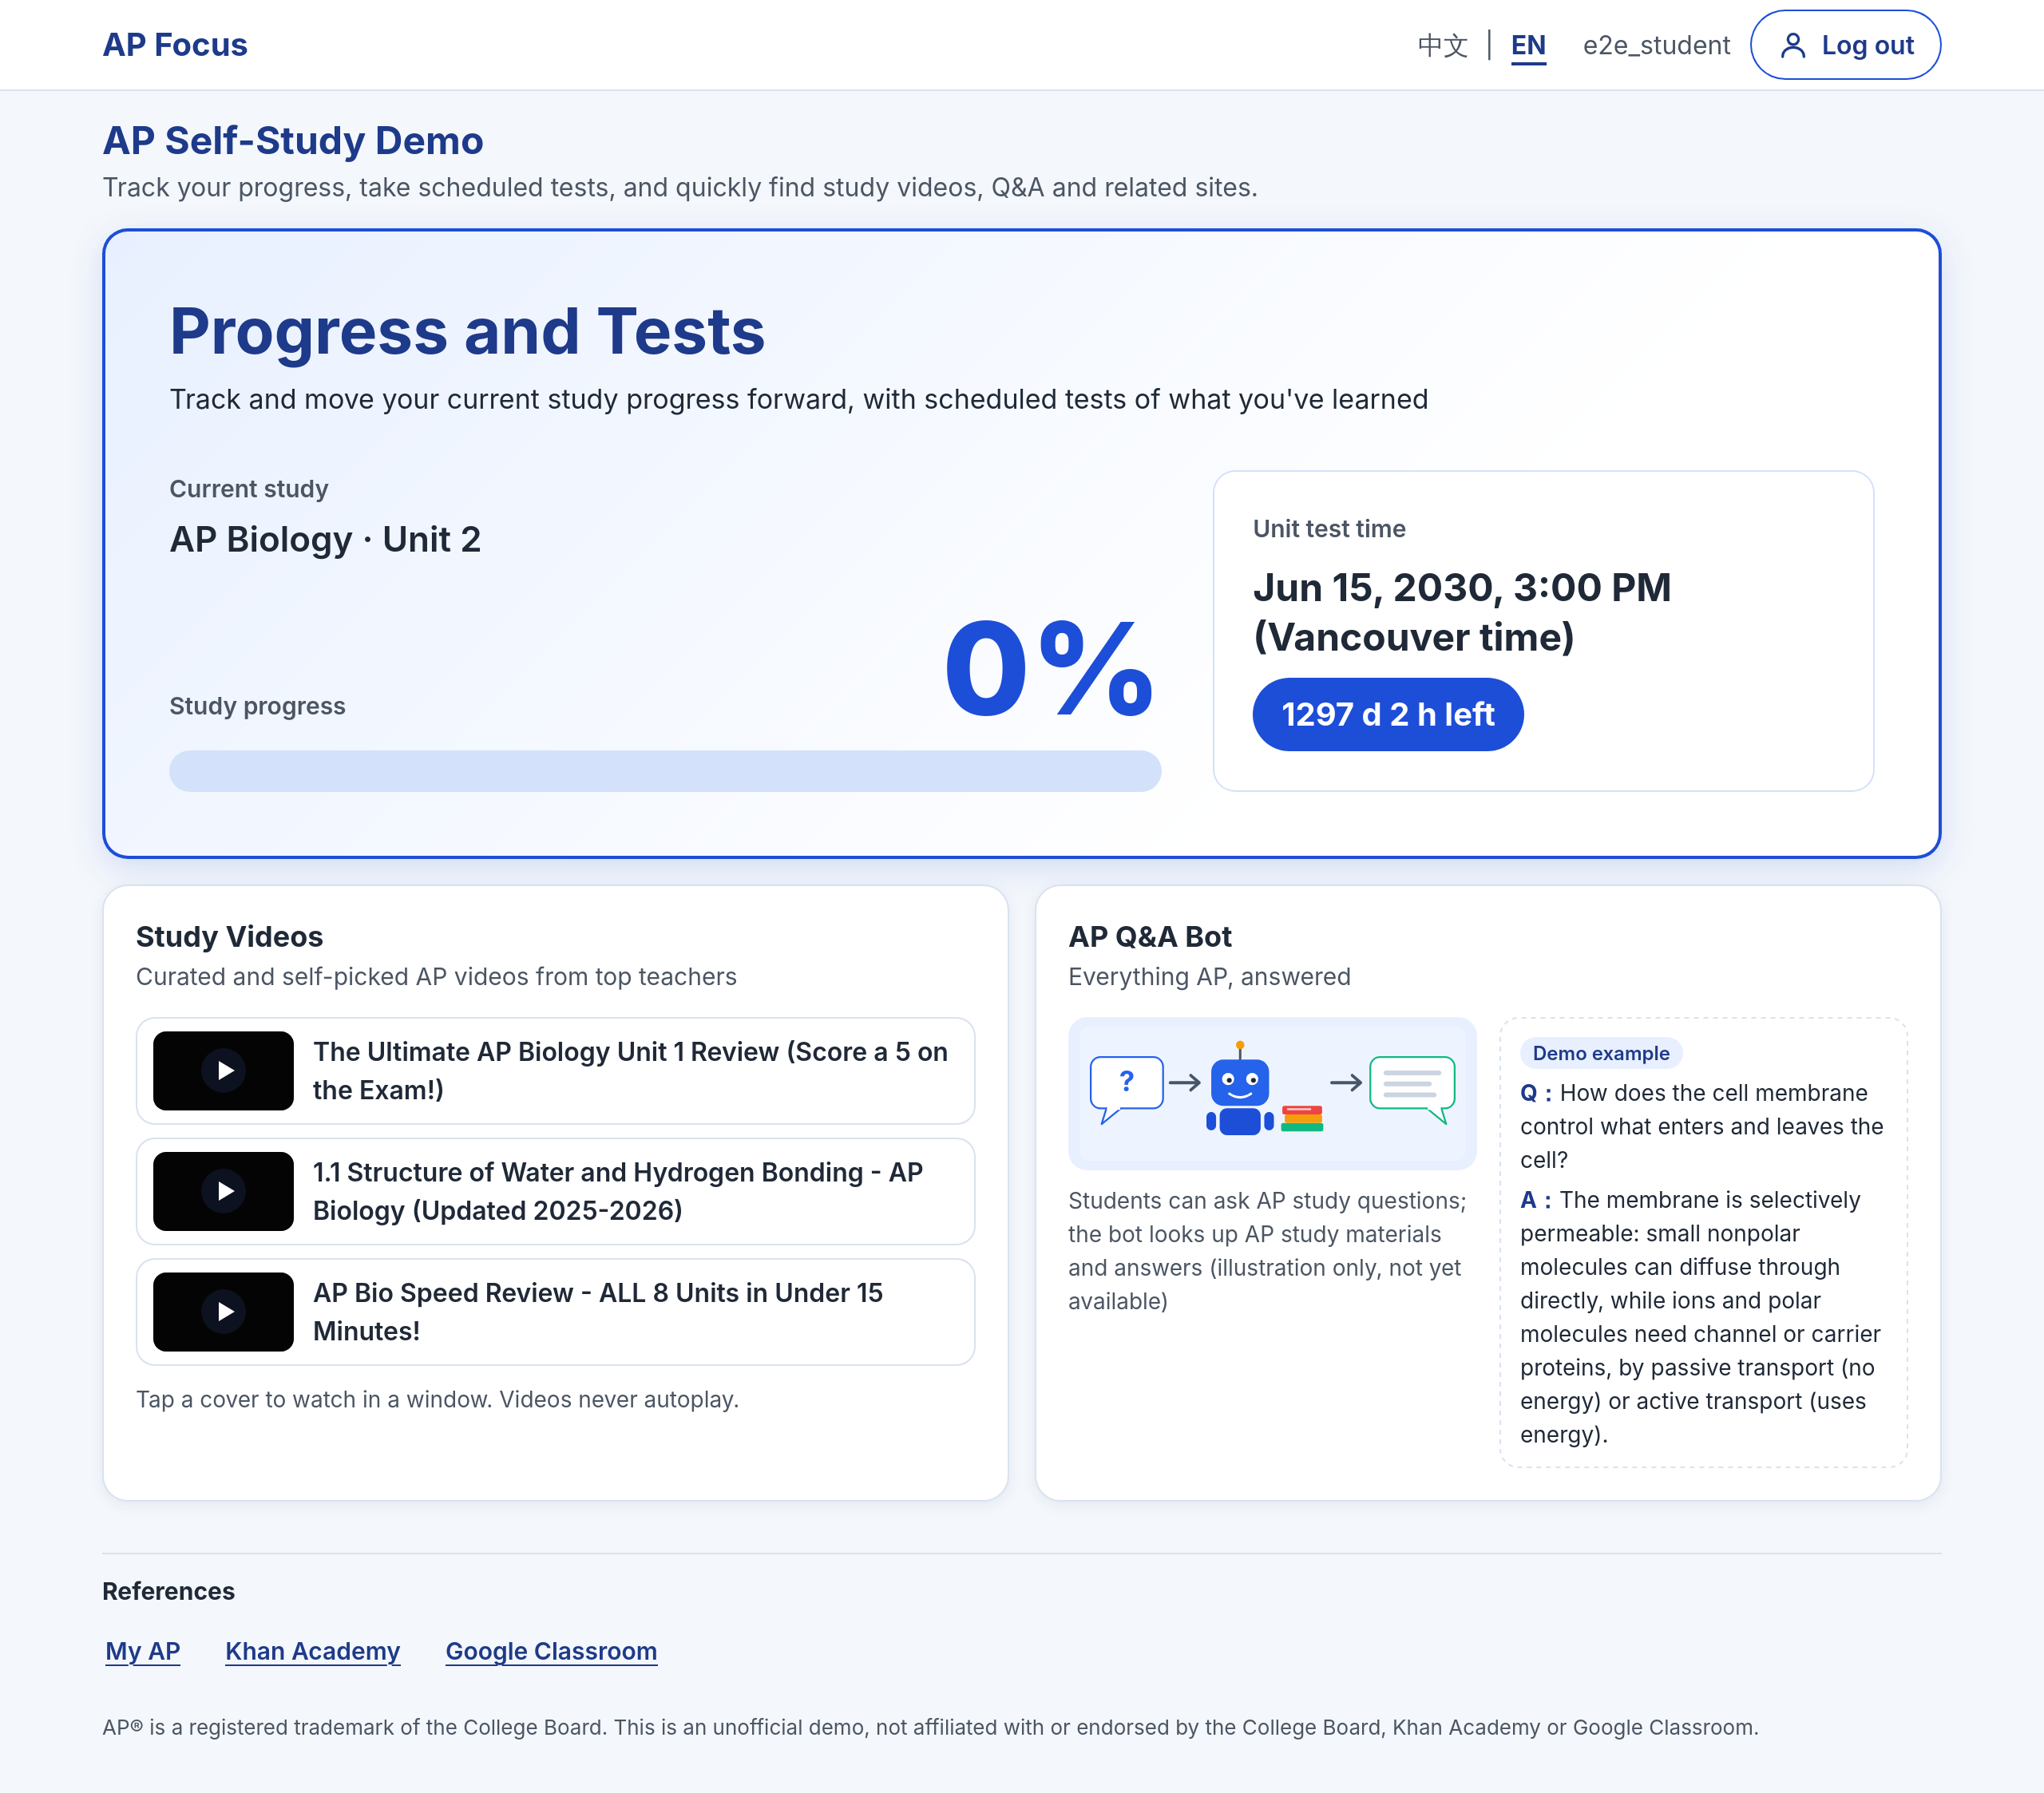 AP Focus
中文 | EN e2e_student Log out
AP Self-Study Demo
Track your progress, take scheduled tests, and quickly find study videos, Q&A and related sites.
Progress and Tests
Track and move your current study progress forward, with scheduled tests of what you've learned
Current study
AP Biology · Unit 2
Study progress
0%
Unit test time
Jun 15, 2030, 3:00 PM
(Vancouver time)
1297 d 2 h left
Study Videos
Curated and self-picked AP videos from top teachers
The Ultimate AP Biology Unit 1 Review (Score a 5 on
the Exam!)
1.1 Structure of Water and Hydrogen Bonding - AP
Biology (Updated 2025-2026)
AP Bio Speed Review - ALL 8 Units in Under 15
Minutes!
Tap a cover to watch in a window. Videos never autoplay.
AP Q&A Bot
Everything AP, answered
?
Students can ask AP study questions;
the bot looks up AP study materials
and answers (illustration only, not yet
available)
Demo example
Q：How does the cell membrane
control what enters and leaves the
cell?
A：The membrane is selectively
permeable: small nonpolar
molecules can diffuse through
directly, while ions and polar
molecules need channel or carrier
proteins, by passive transport (no
energy) or active transport (uses
energy).
References
My AP Khan Academy Google Classroom
AP® is a registered trademark of the College Board. This is an unofficial demo, not affiliated with or endorsed by the College Board, Khan Academy or Google Classroom.